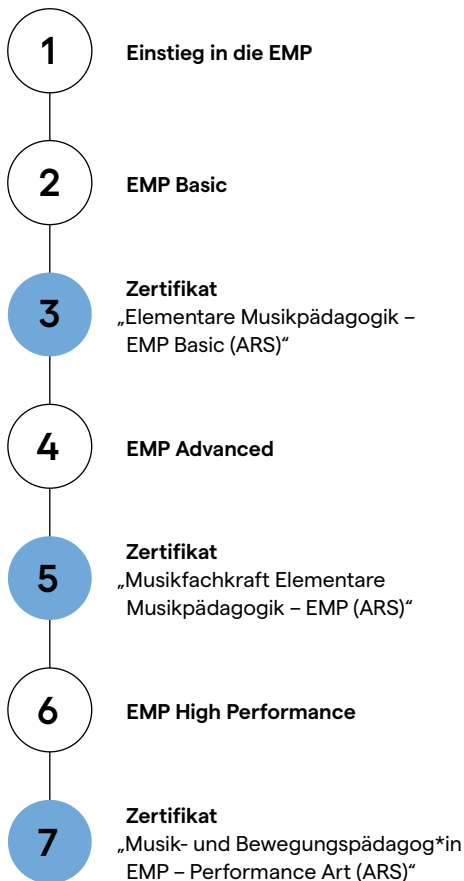 1
Einstieg in die EMP
2
EMP Basic
3
Zertifikat
„Elementare Musikpädagogik –
EMP Basic (ARS)“
4
EMP Advanced
5
Zertifikat
„Musikfachkraft Elementare
Musikpädagogik – EMP (ARS)“
6
EMP High Performance
7
Zertifikat
„Musik- und Bewegungspädagog*in
EMP – Performance Art (ARS)“